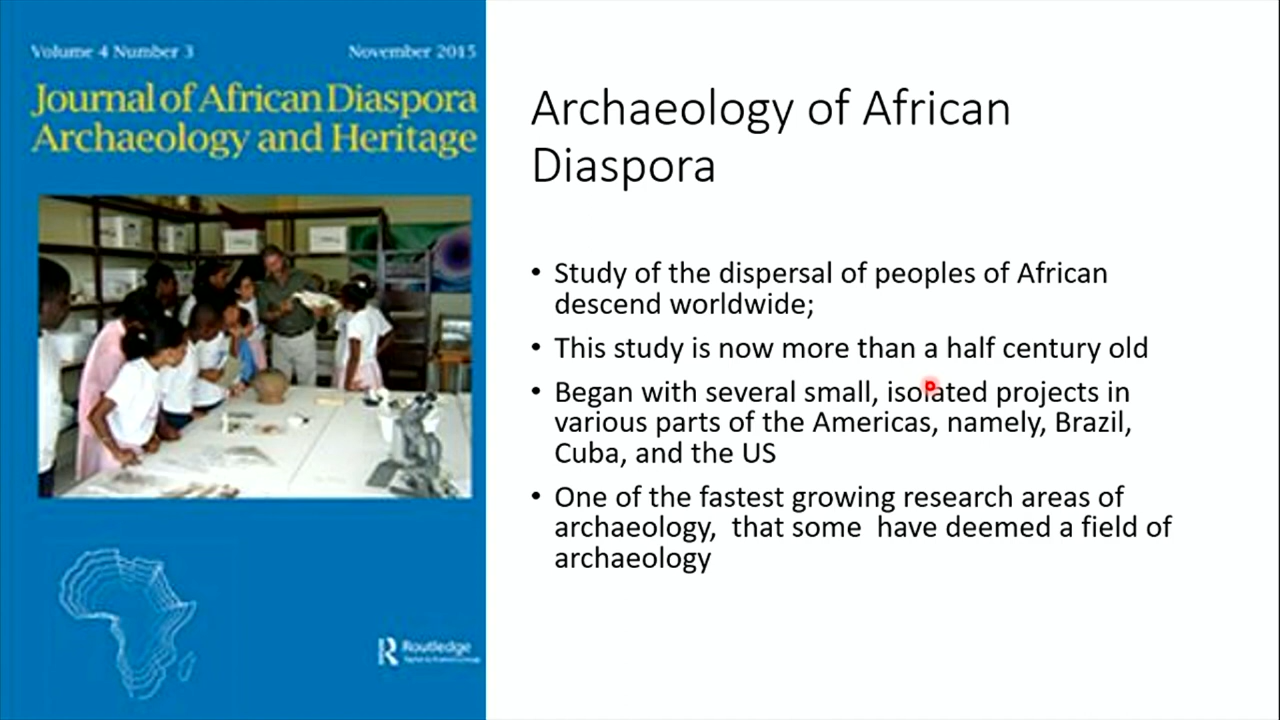 Volume 4 Number 3 November 2015
Journal of African Diaspora
Archaeology and Heritage
Routledge
Archaeology of African
Diaspora
• Study of the dispersal of peoples of African
descend worldwide;
• This study is now more than a half century old
• Began with several small, isolated projects in
various parts of the Americas, namely, Brazil,
Cuba, and the US
• One of the fastest growing research areas of
archaeology, that some have deemed a field of
archaeology